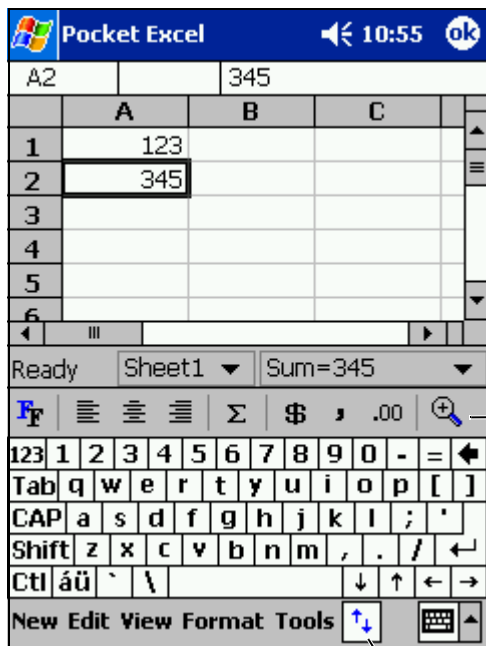 Pocket Excel 10:55 ok
A2 345
A B C
1 123
2 345
3
4
5
6
Ready Sheet1 Sum=345
FF Σ $ , .00
123 1 2 3 4 5 6 7 8 9 0 - =
Tab q w e r t y u i o p [ ]
CAP a s d f g h j k l ; '
Shift z x c v b n m , . / ↵
Ctl áü ` \ ↓ ↑ ← →
New Edit View Format Tools